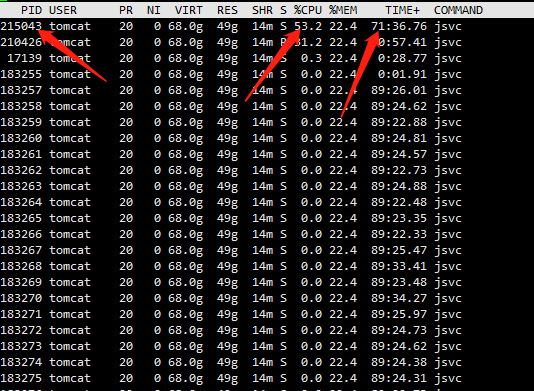 PID USER PR NI VIRT RES SHR S %CPU %MEM TIME+ COMMAND
215043 tomcat 20 0 68.0g 49g 14m S 53.2 22.4 71:36.76 jsvc
210426 tomcat 20 0 68.0g 49g 14m R 31.2 22.4 0:57.41 jsvc
17139 tomcat 20 0 68.0g 49g 14m S 0.3 22.4 0:28.77 jsvc
183255 tomcat 20 0 68.0g 49g 14m S 0.0 22.4 0:01.91 jsvc
183257 tomcat 20 0 68.0g 49g 14m S 0.0 22.4 89:26.01 jsvc
183258 tomcat 20 0 68.0g 49g 14m S 0.0 22.4 89:24.62 jsvc
183259 tomcat 20 0 68.0g 49g 14m S 0.0 22.4 89:22.88 jsvc
183260 tomcat 20 0 68.0g 49g 14m S 0.0 22.4 89:24.81 jsvc
183261 tomcat 20 0 68.0g 49g 14m S 0.0 22.4 89:24.57 jsvc
183262 tomcat 20 0 68.0g 49g 14m S 0.0 22.4 89:22.73 jsvc
183263 tomcat 20 0 68.0g 49g 14m S 0.0 22.4 89:24.88 jsvc
183264 tomcat 20 0 68.0g 49g 14m S 0.0 22.4 89:22.48 jsvc
183265 tomcat 20 0 68.0g 49g 14m S 0.0 22.4 89:23.35 jsvc
183266 tomcat 20 0 68.0g 49g 14m S 0.0 22.4 89:22.33 jsvc
183267 tomcat 20 0 68.0g 49g 14m S 0.0 22.4 89:25.47 jsvc
183268 tomcat 20 0 68.0g 49g 14m S 0.0 22.4 89:33.41 jsvc
183269 tomcat 20 0 68.0g 49g 14m S 0.0 22.4 89:23.48 jsvc
183270 tomcat 20 0 68.0g 49g 14m S 0.0 22.4 89:34.27 jsvc
183271 tomcat 20 0 68.0g 49g 14m S 0.0 22.4 89:25.97 jsvc
183272 tomcat 20 0 68.0g 49g 14m S 0.0 22.4 89:24.73 jsvc
183273 tomcat 20 0 68.0g 49g 14m S 0.0 22.4 89:24.62 jsvc
183274 tomcat 20 0 68.0g 49g 14m S 0.0 22.4 89:24.38 jsvc
183275 tomcat 20 0 68.0g 49g 14m S 0.0 22.4 89:24.31 jsvc